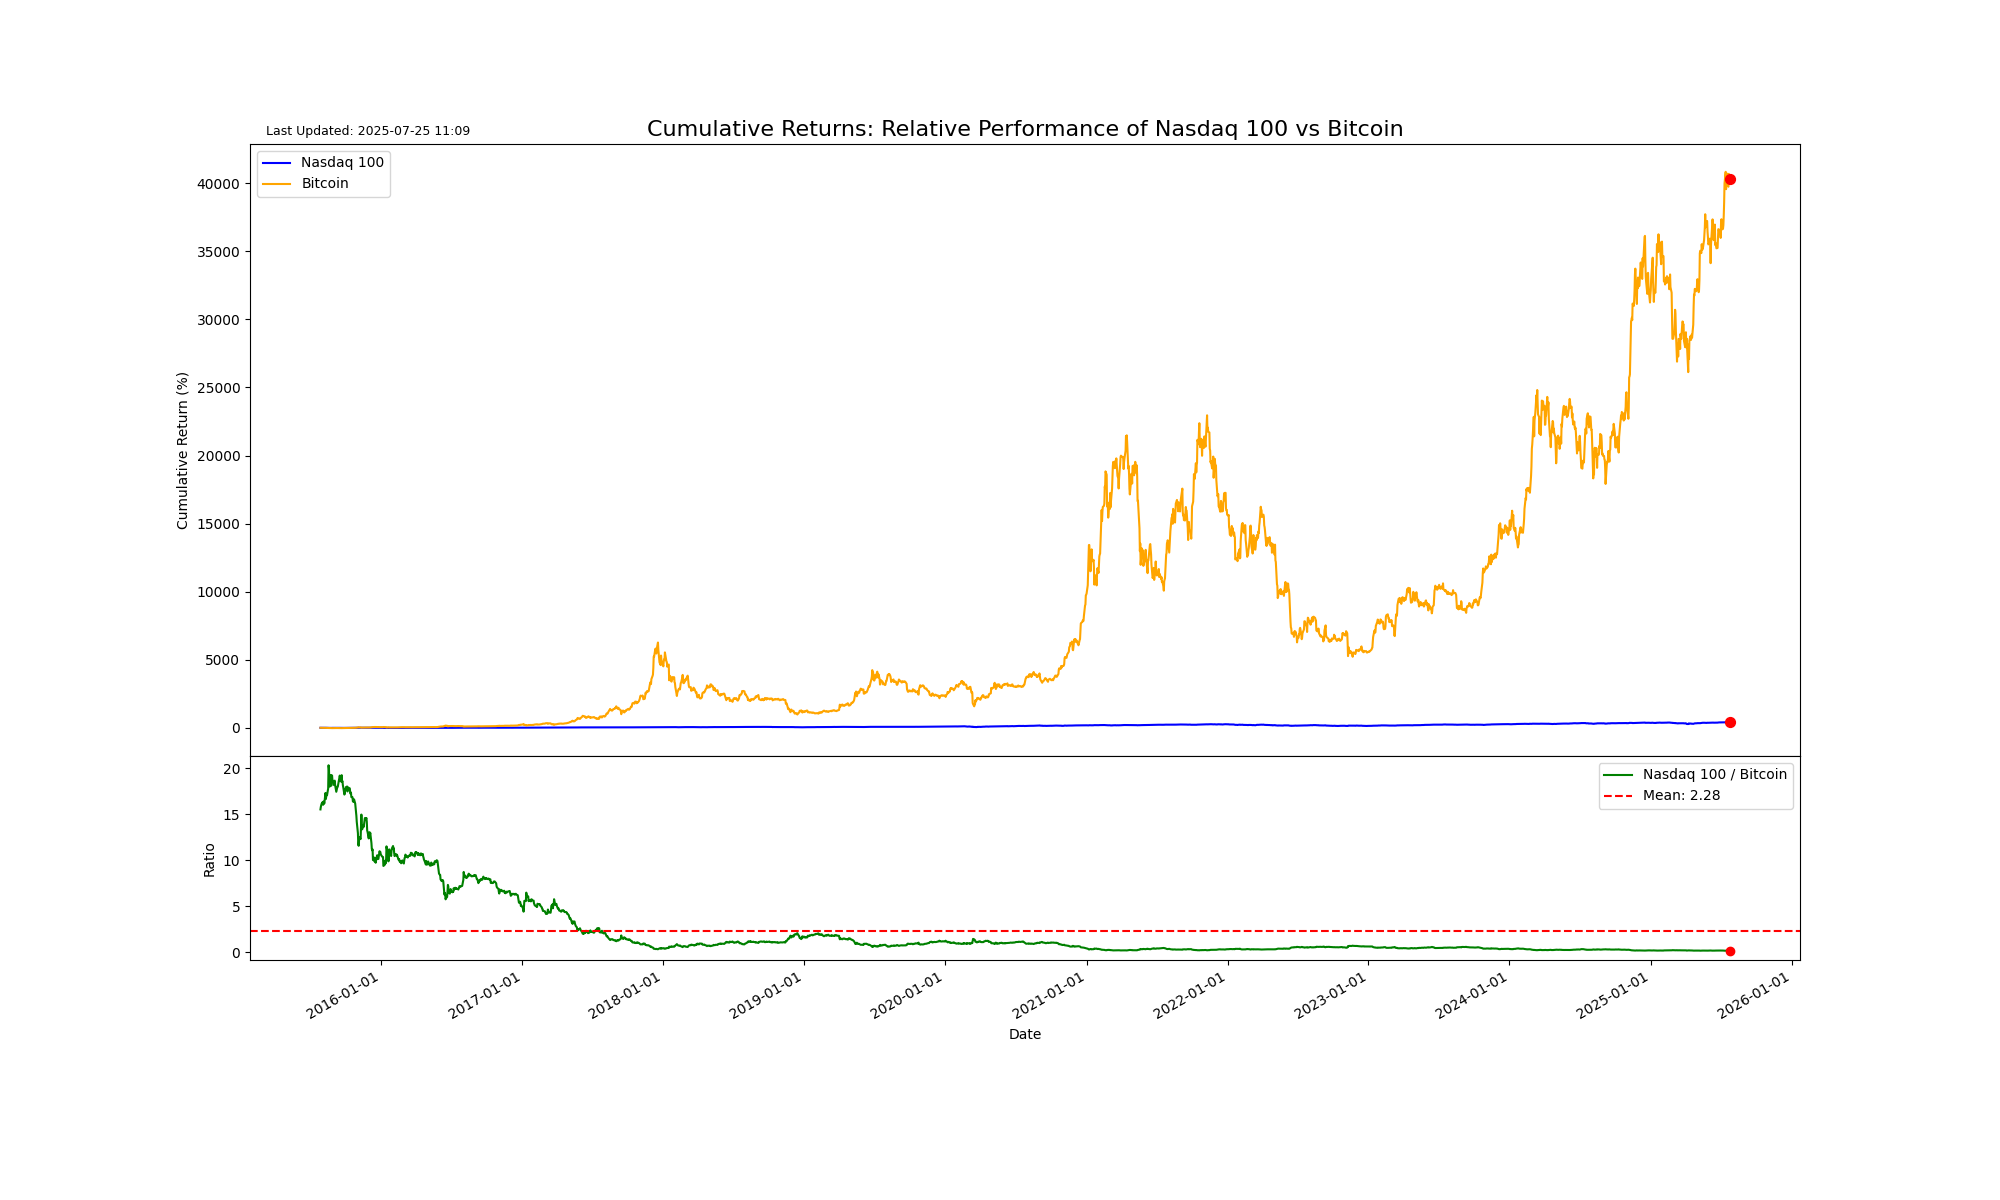 Last Updated: 2025-07-25 11:09
Cumulative Returns: Relative Performance of Nasdaq 100 vs Bitcoin
Nasdaq 100
Bitcoin
40000
35000
30000
25000
20000
15000
10000
5000
0
Cumulative Return (%)
Nasdaq 100 / Bitcoin
Mean: 2.28
20
15
10
5
0
Ratio
2016-01-01
2017-01-01
2018-01-01
2019-01-01
2020-01-01
2021-01-01
2022-01-01
2023-01-01
2024-01-01
2025-01-01
2026-01-01
Date